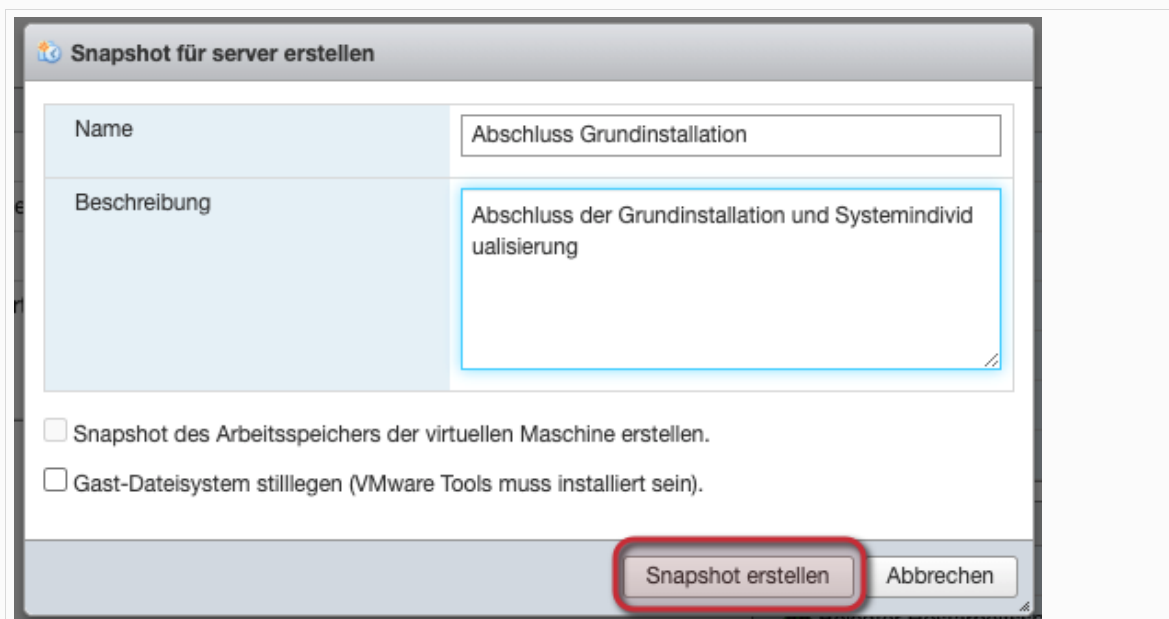 Snapshot für server erstellen
Name
Abschluss Grundinstallation
Beschreibung
Abschluss der Grundinstallation und Systemindivid
ualisierung
Snapshot des Arbeitsspeichers der virtuellen Maschine erstellen.
Gast-Dateisystem stilllegen (VMware Tools muss installiert sein).
Snapshot erstellen
Abbrechen